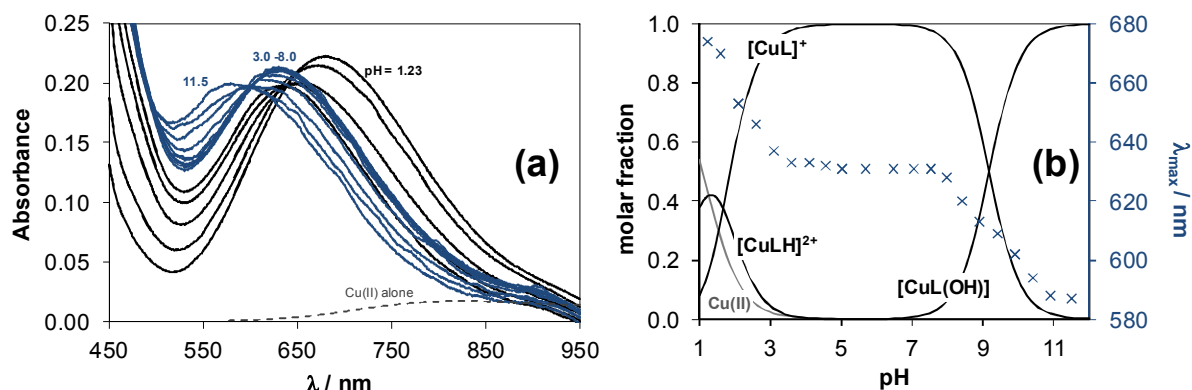 0.25
0.20
0.15
0.10
0.05
0.00
Absorbance
11.5
3.0 -8.0
pH = 1.23
(a)
Cu(II) alone
450
550
650
750
850
950
λ / nm
1.0
0.8
0.6
0.4
0.2
0.0
molar fraction
[CuL]⁺
(b)
[CuLH]²⁺
[CuL(OH)]
Cu(II)
1
3
5
7
9
11
pH
680
660
640
620
600
580
λmax / nm